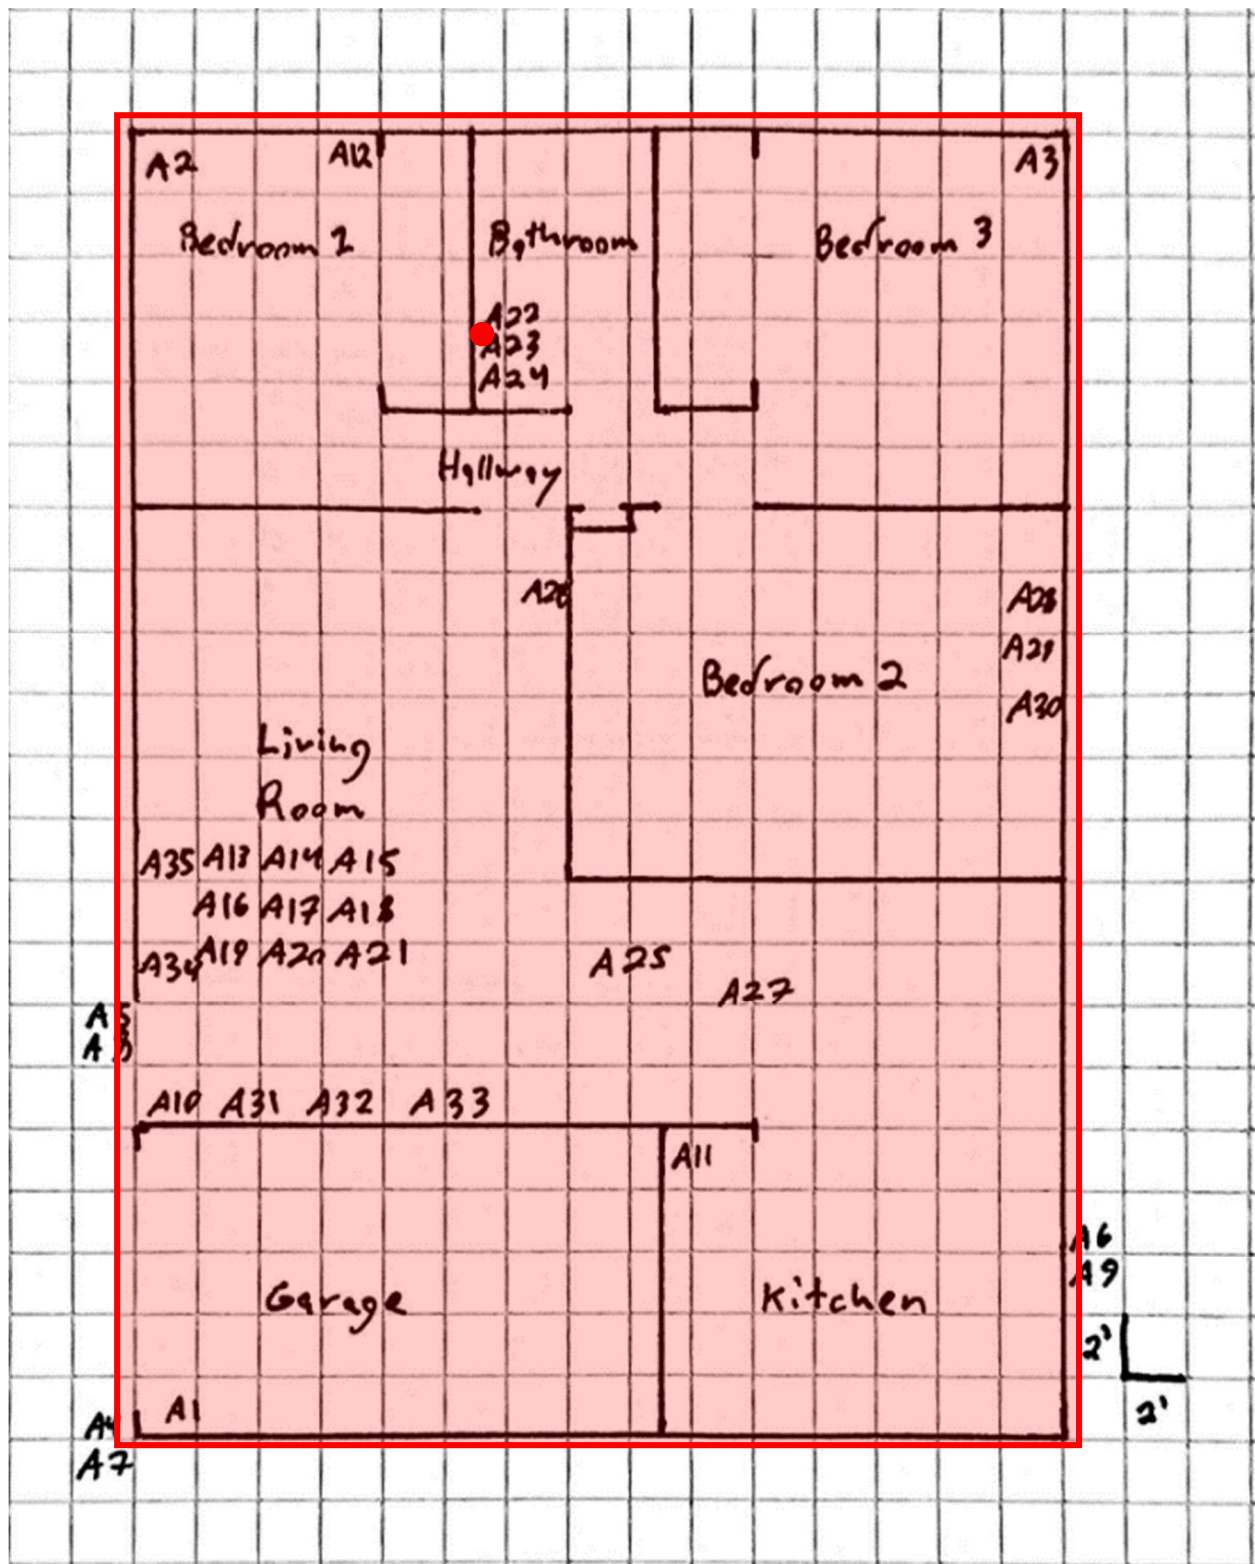 A2 A12 A3
Bedroom 1 Bathroom Bedroom 3
A22
A23
A24
Hallway
A26 A28
A29
Bedroom 2
A30
Living
Room
A35 A13 A14 A15
A16 A17 A18
A34 A19 A20 A21
A25
A27
A5
A8
A10 A31 A32 A33
A11
A6
A9
Garage Kitchen
2'
2'
A1
A4
A7